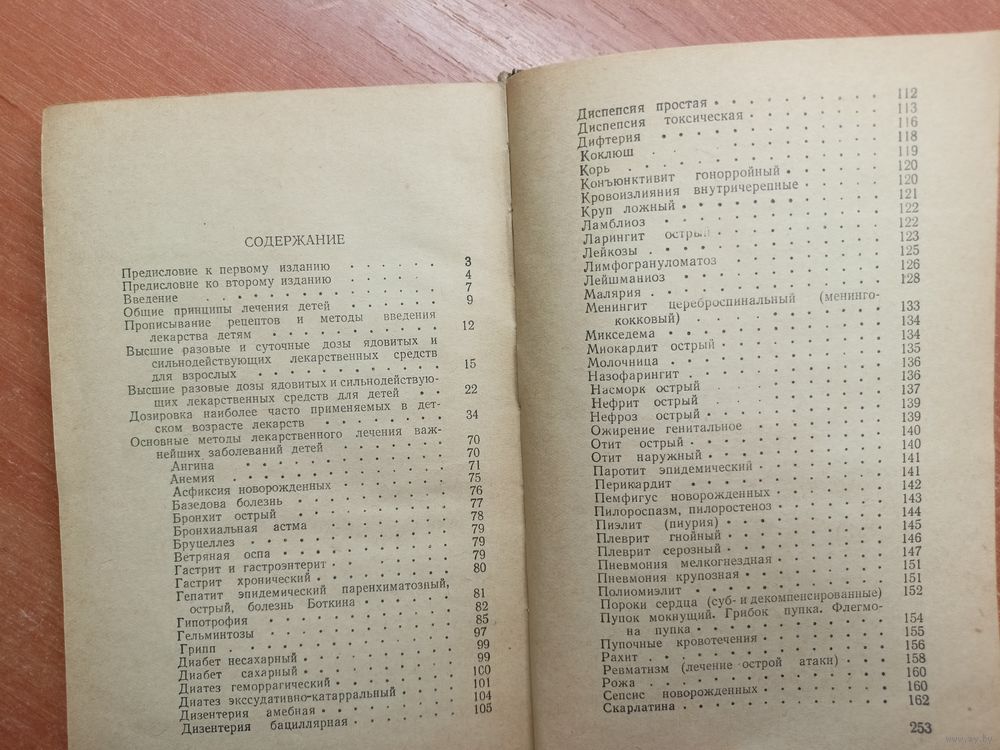 СОДЕРЖАНИЕ
Предисловие к первому изданию . . . . . . 3
Предисловие ко второму изданию . . . . . . 4
Введение . . . . . . . . . . . 7
Общие принципы лечения детей . . . . . . 9
Прописывание рецептов и методы введения
лекарства детям . . . . . . . . . 12
Высшие разовые и суточные дозы ядовитых и
сильнодействующих лекарственных средств
для взрослых . . . . . . . . . . 15
Высшие разовые дозы ядовитых и сильнодействую-
щих лекарственных средств для детей . . 22
Дозировка наиболее часто применяемых в дет-
ском возрасте лекарств . . . . . . . 34
Основные методы лекарственного лечения важ-
нейших заболеваний детей . . . . . . 70
Ангина . . . . . . . . . . 70
Анемия . . . . . . . . . . 71
Асфиксия новорожденных . . . . . . 75
Базедова болезнь . . . . . . . . 76
Бронхит острый . . . . . . . . 77
Бронхиальная астма . . . . . . . 78
Бруцеллез . . . . . . . . . . 79
Ветряная оспа . . . . . . . . . 79
Гастрит и гастроэнтерит . . . . . . 79
Гастрит хронический . . . . . . . 80
Гепатит эпидемический паренхиматозный,
острый, болезнь Боткина . . . . . . 81
Гипотрофия . . . . . . . . . 82
Гельминтозы . . . . . . . . . 85
Грипп . . . . . . . . . . . 97
Диабет несахарный . . . . . . . . 99
Диабет сахарный . . . . . . . . 99
Диатез геморрагический . . . . . . 100
Диатез экссудативно-катарральный . . . . 101
Дизентерия амебная . . . . . . . 104
Дизентерия бациллярная . . . . . . 105
Диспепсия простая . . . . . . . . 112
Диспепсия токсическая . . . . . . . 113
Дифтерия . . . . . . . . . . 116
Коклюш . . . . . . . . . . 118
Корь . . . . . . . . . . . 119
Конъюнктивит гонорройный . . . . . 120
Кровоизлияния внутричерепные . . . . . 120
Круп ложный . . . . . . . . . 121
Ламблиоз . . . . . . . . . . 122
Ларингит острый . . . . . . . . 122
Лейкозы . . . . . . . . . . 123
Лимфогрануломатоз . . . . . . . . 125
Лейшманиоз . . . . . . . . . 126
Малярия . . . . . . . . . . 128
Менингит цереброспинальный (менинго-
кокковый) . . . . . . . . . . 133
Микседема . . . . . . . . . . 134
Миокардит острый . . . . . . . . 134
Молочница . . . . . . . . . . 135
Назофарингит . . . . . . . . . 136
Насморк острый . . . . . . . . 136
Нефрит острый . . . . . . . . . 137
Нефроз острый . . . . . . . . . 139
Ожирение генитальное . . . . . . . 139
Отит острый . . . . . . . . . 140
Отит наружный . . . . . . . . . 140
Паротит эпидемический . . . . . . . 141
Перикардит . . . . . . . . . 141
Пемфигус новорожденных . . . . . . 142
Пилороспазм, пилоростеноз . . . . . . 143
Пиэлит (пиурия) . . . . . . . . 144
Плеврит гнойный . . . . . . . . 145
Плеврит серозный . . . . . . . . 146
Пневмония мелкогнездная . . . . . . 147
Пневмония крупозная . . . . . . . 151
Полиомиэлит . . . . . . . . . 151
Пороки сердца (суб- и декомпенсированные) 152
Пупок мокнущий. Грибок пупка. Флегмо-
на пупка . . . . . . . . . . 154
Пупочные кровотечения . . . . . . . 155
Рахит . . . . . . . . . . . 156
Ревматизм (лечение острой атаки) . . . 158
Рожа . . . . . . . . . . . 160
Сепсис новорожденных . . . . . . . 160
Скарлатина . . . . . . . . . . 162
253
www.ay.by